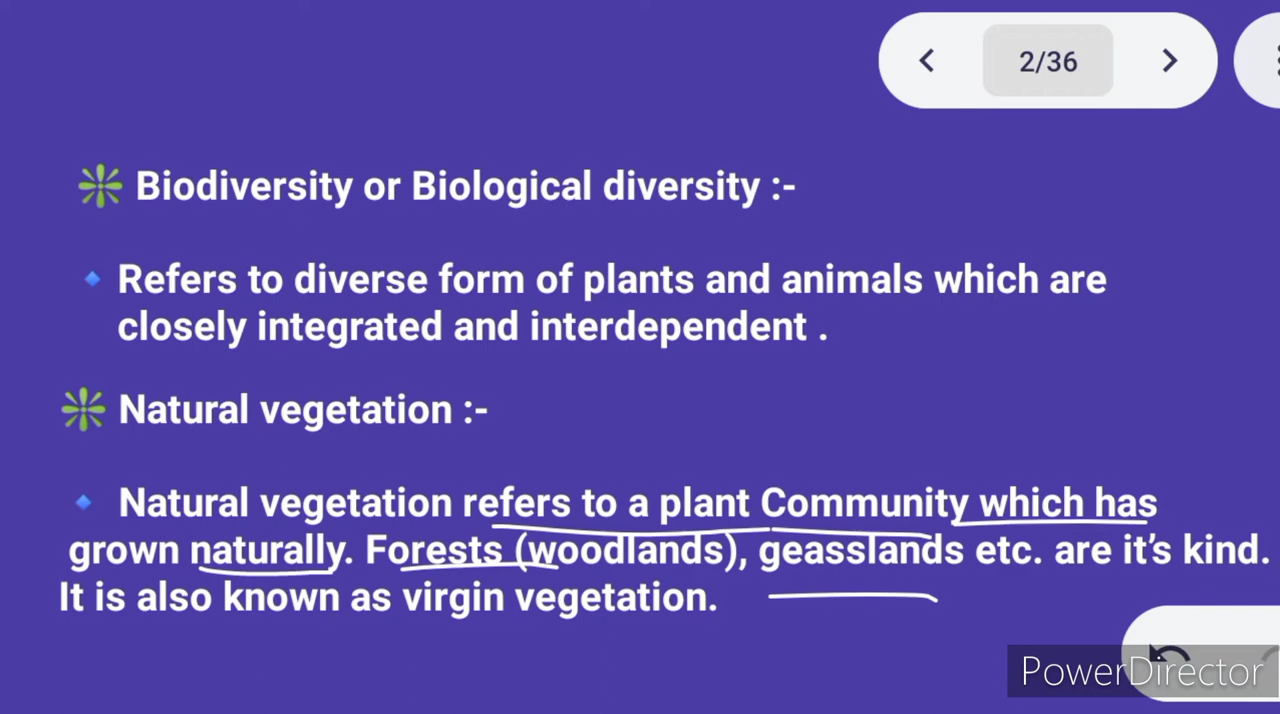 2/36
Biodiversity or Biological diversity :-
Refers to diverse form of plants and animals which are
closely integrated and interdependent .
Natural vegetation :-
Natural vegetation refers to a plant Community which has
grown naturally. Forests (woodlands), geasslands etc. are it's kind.
It is also known as virgin vegetation.
PowerDirector